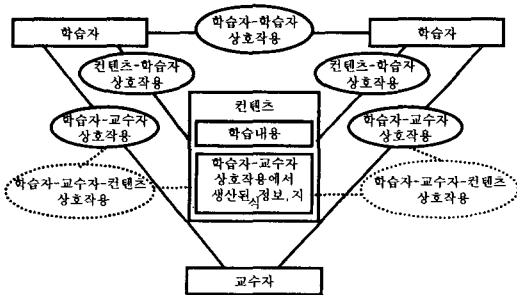 학습자-학습자
상호작용
학습자
학습자
컨텐츠-학습자
상호작용
컨텐츠-학습자
상호작용
컨텐츠
학습자-교수자
상호작용
학습내용
학습자-교수자
상호작용
학습자-교수자
상호작용에서
생산된 정보, 지
식
학습자-교수자-컨텐츠
상호작용
학습자-교수자-컨텐츠
상호작용
교수자